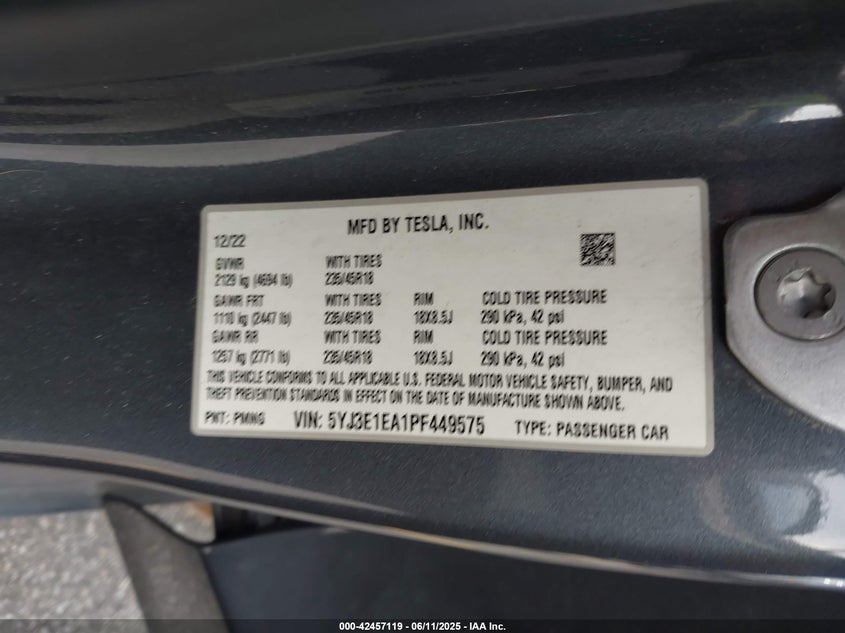 MFD BY TESLA, INC.
12/22
GVWR WITH TIRES
2129 kg (4694 lb) 235/45R18
GAWR FRT WITH TIRES RIM COLD TIRE PRESSURE
1110 kg (2447 lb) 235/45R18 18X8.5J 290 kPa, 42 psi
GAWR RR WITH TIRES RIM COLD TIRE PRESSURE
1257 kg (2771 lb) 235/45R18 18X8.5J 290 kPa, 42 psi
THIS VEHICLE CONFORMS TO ALL APPLICABLE U.S. FEDERAL MOTOR VEHICLE SAFETY, BUMPER, AND
THEFT PREVENTION STANDARDS IN EFFECT ON THE DATE OF MANUFACTURE SHOWN ABOVE.
PNT: PMNG VIN: 5YJ3E1EA1PF449575 TYPE: PASSENGER CAR
000-42457119 - 06/11/2025 - IAA Inc.